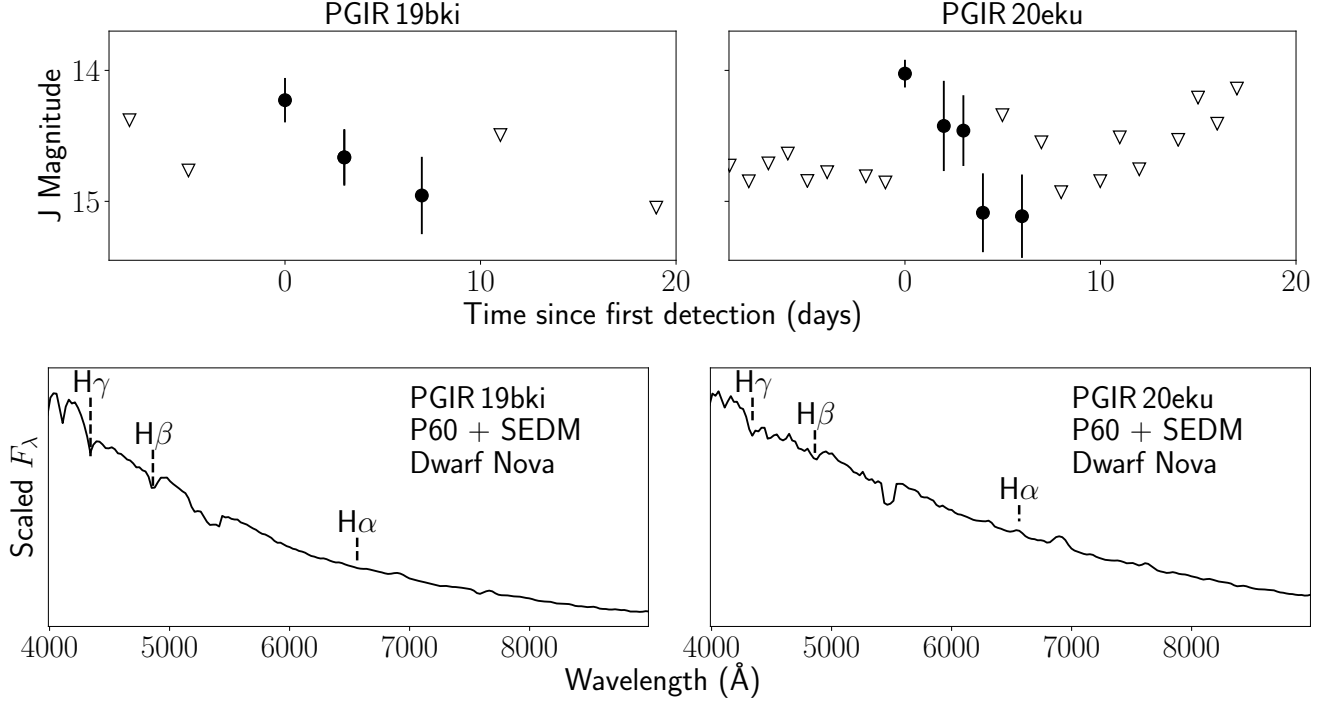 PGIR 19bki
PGIR 20eku
J Magnitude
14
15
0
10
20
0
10
20
Time since first detection (days)
Scaled Fλ
Hγ
Hβ
Hα
PGIR 19bki
P60 + SEDM
Dwarf Nova
Hγ
Hβ
Hα
PGIR 20eku
P60 + SEDM
Dwarf Nova
4000
5000
6000
7000
8000
4000
5000
6000
7000
8000
Wavelength (Å)